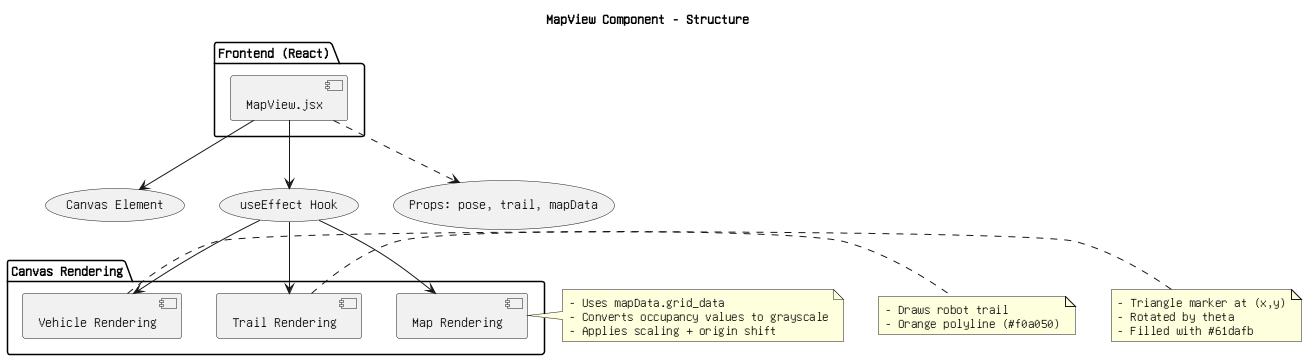 MapView Component - Structure
Frontend (React)
MapView.jsx
Canvas Element
useEffect Hook
Props: pose, trail, mapData
Canvas Rendering
Vehicle Rendering
Trail Rendering
Map Rendering
- Uses mapData.grid_data
- Converts occupancy values to grayscale
- Applies scaling + origin shift
- Draws robot trail
- Orange polyline (#f0a050)
- Triangle marker at (x,y)
- Rotated by theta
- Filled with #61dafb